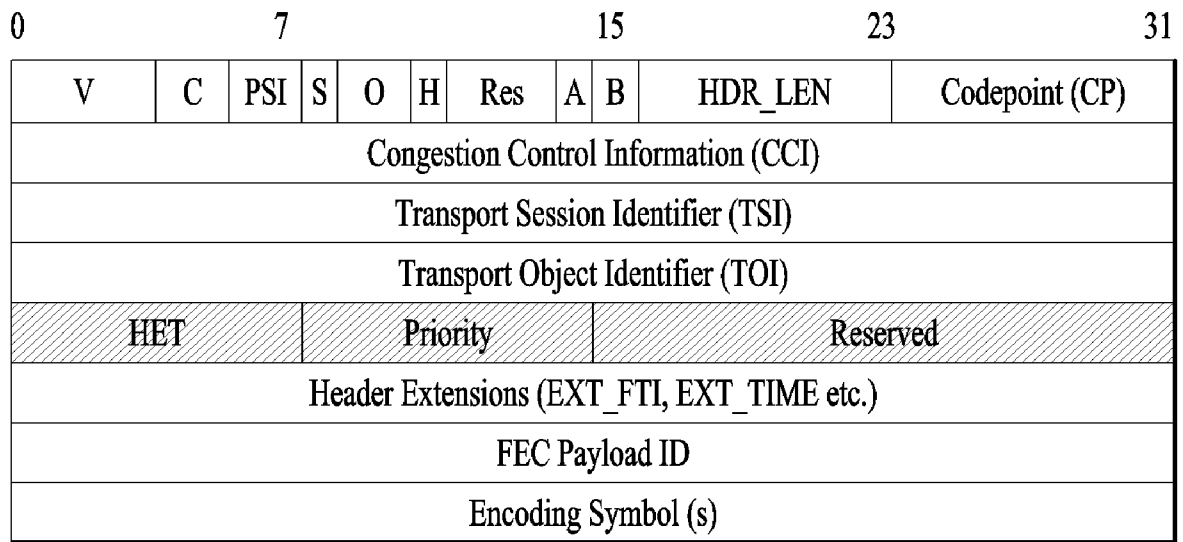 0 7 15 23 31
V C PSI S O H Res A B HDR_LEN Codepoint (CP)
Congestion Control Information (CCI)
Transport Session Identifier (TSI)
Transport Object Identifier (TOI)
HET Priority Reserved
Header Extensions (EXT_FTI, EXT_TIME etc.)
FEC Payload ID
Encoding Symbol (s)